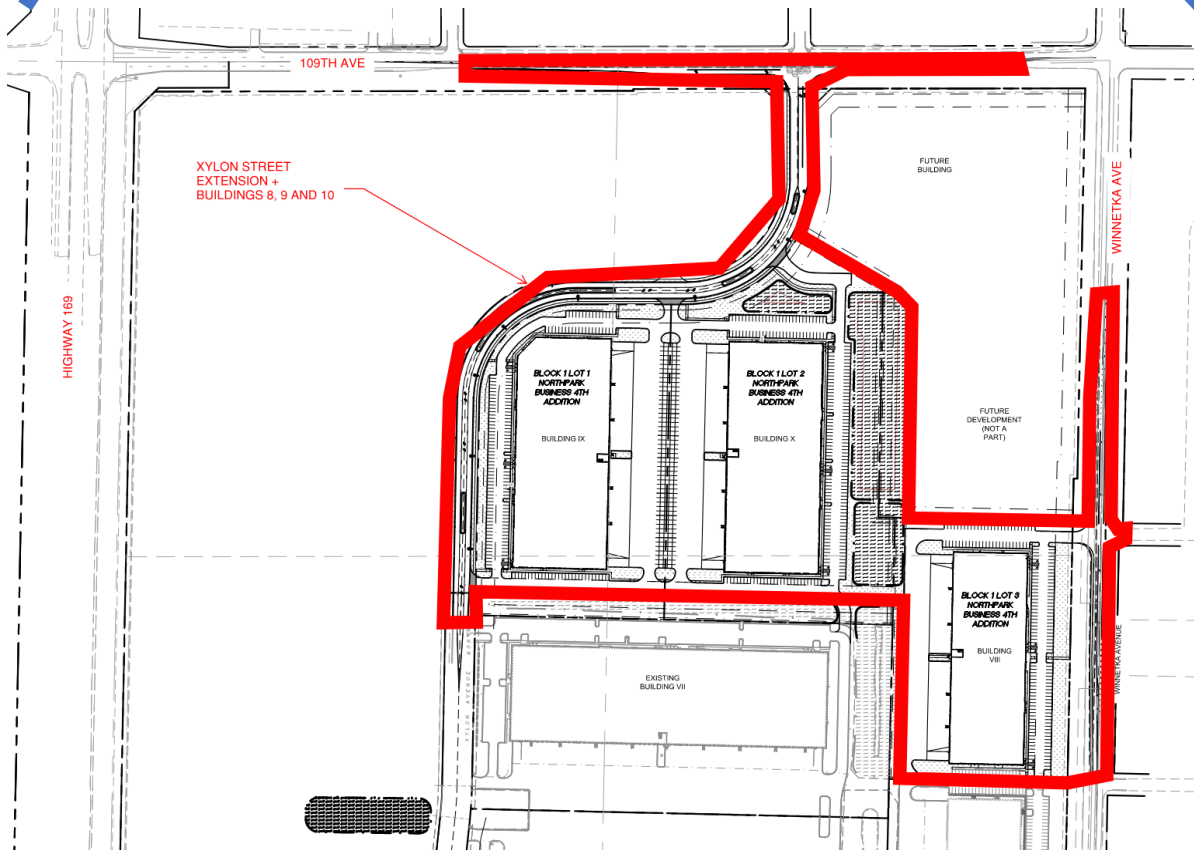 109TH AVE
XYLON STREET
EXTENSION +
BUILDINGS 8, 9 AND 10
FUTURE
BUILDING
WINNETKA AVE
HIGHWAY 169
BLOCK 1 LOT 1
NORTHPARK
BUSINESS 4TH
ADDITION
BUILDING IX
BLOCK 1 LOT 2
NORTHPARK
BUSINESS 4TH
ADDITION
BUILDING X
FUTURE
DEVELOPMENT
(NOT A
PART)
BLOCK 1 LOT 3
NORTHPARK
BUSINESS 4TH
ADDITION
BUILDING
VIII
WINNETKA AVENUE
EXISTING
BUILDING VII
XYLON AVENUE